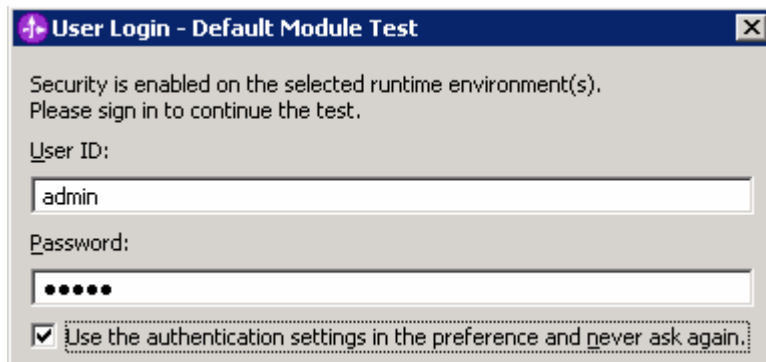 User Login - Default Module Test
Security is enabled on the selected runtime environment(s).
Please sign in to continue the test.
User ID:
admin
Password:
●●●●●
Use the authentication settings in the preference and never ask again.